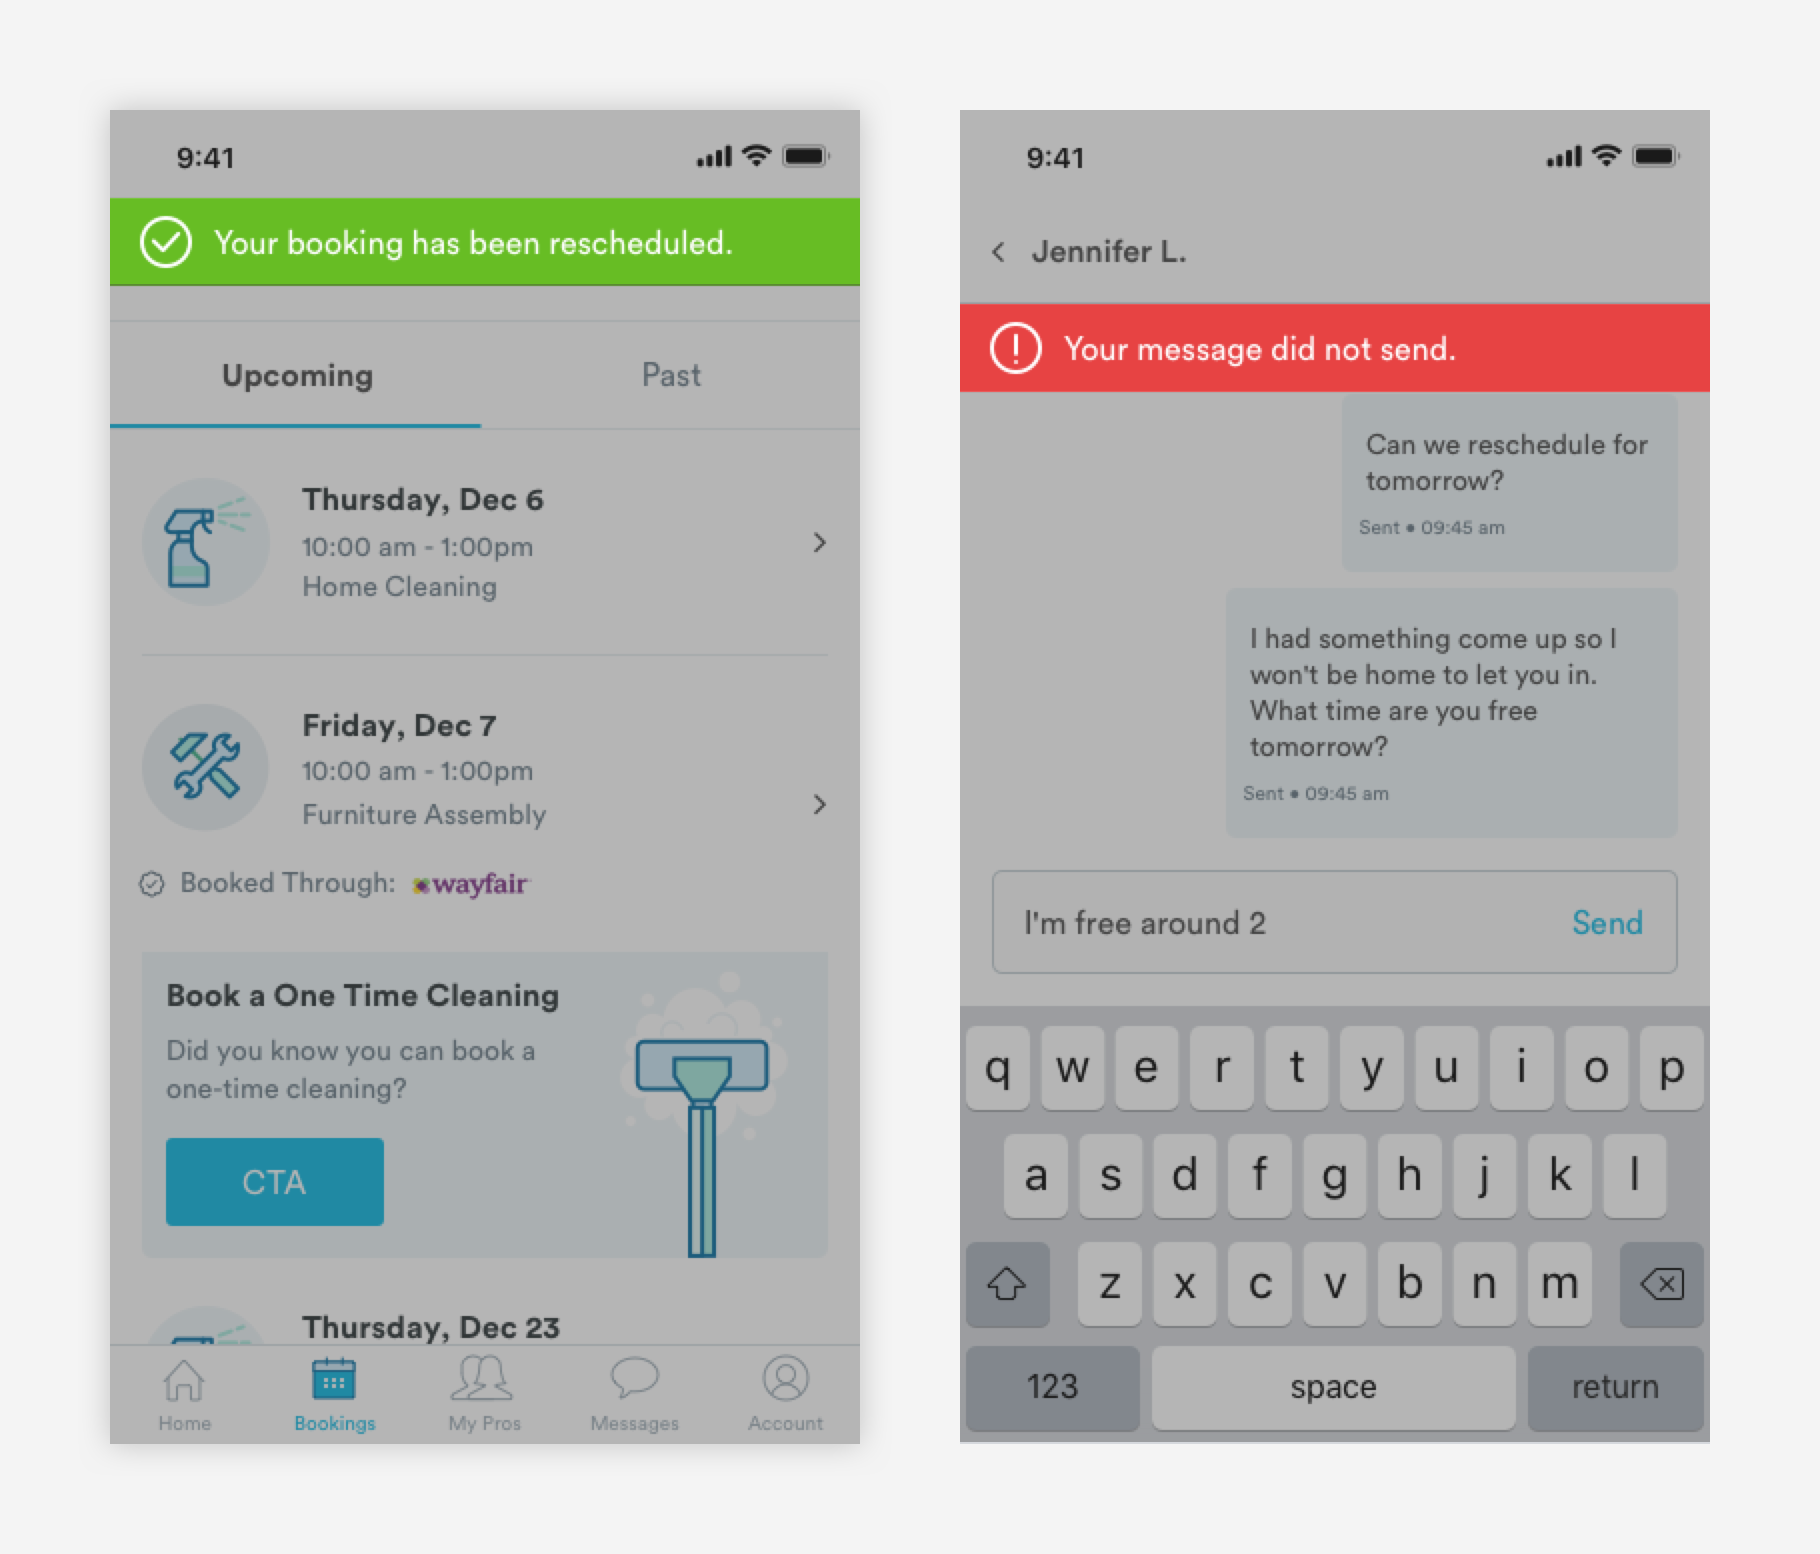 9:41
Your booking has been rescheduled.
Upcoming
Past
Thursday, Dec 6
10:00 am - 1:00pm
Home Cleaning
Friday, Dec 7
10:00 am - 1:00pm
Furniture Assembly
Booked Through: wayfair
Book a One Time Cleaning
Did you know you can book a
one-time cleaning?
CTA
Thursday, Dec 23
Home
Bookings
My Pros
Messages
Account
9:41
Jennifer L.
Your message did not send.
Can we reschedule for
tomorrow?
Sent • 09:45 am
I had something come up so I
won't be home to let you in.
What time are you free
tomorrow?
Sent • 09:45 am
I'm free around 2
Send
q w e r t y u i o p
a s d f g h j k l
z x c v b n m
123 space return